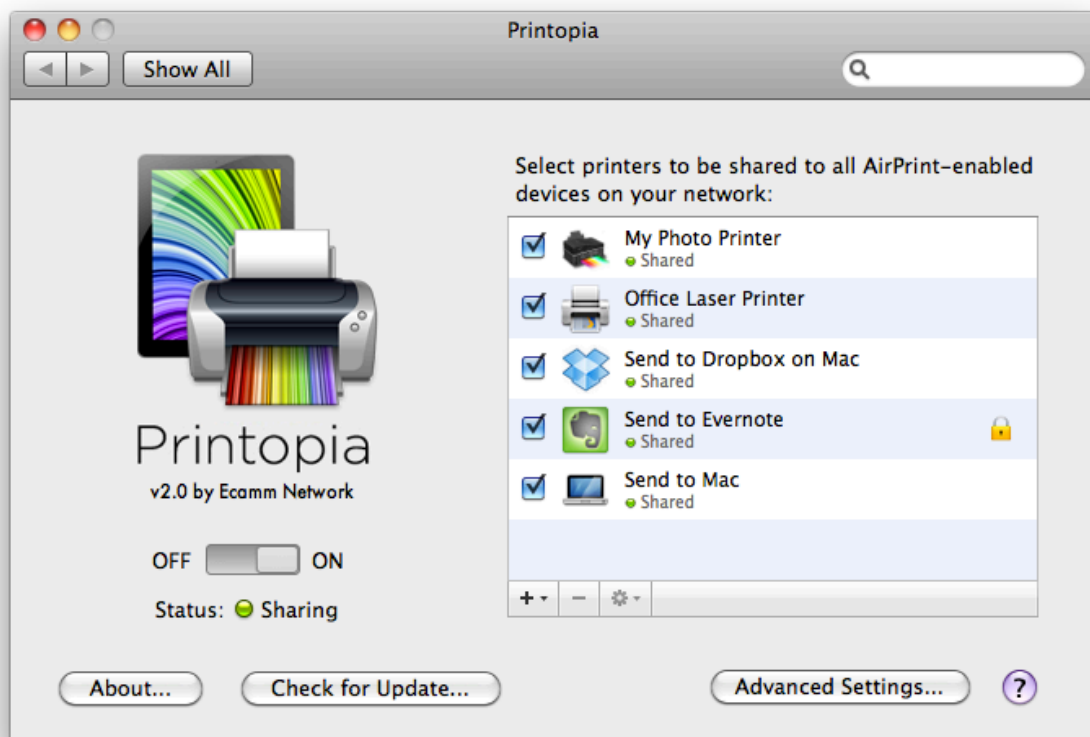 Printopia
Show All
Select printers to be shared to all AirPrint-enabled
devices on your network:
My Photo Printer
Shared
Office Laser Printer
Shared
Send to Dropbox on Mac
Shared
Send to Evernote
Shared
Send to Mac
Shared
Printopia
v2.0 by Ecamm Network
OFF ON
Status: Sharing
About... Check for Update... Advanced Settings... ?